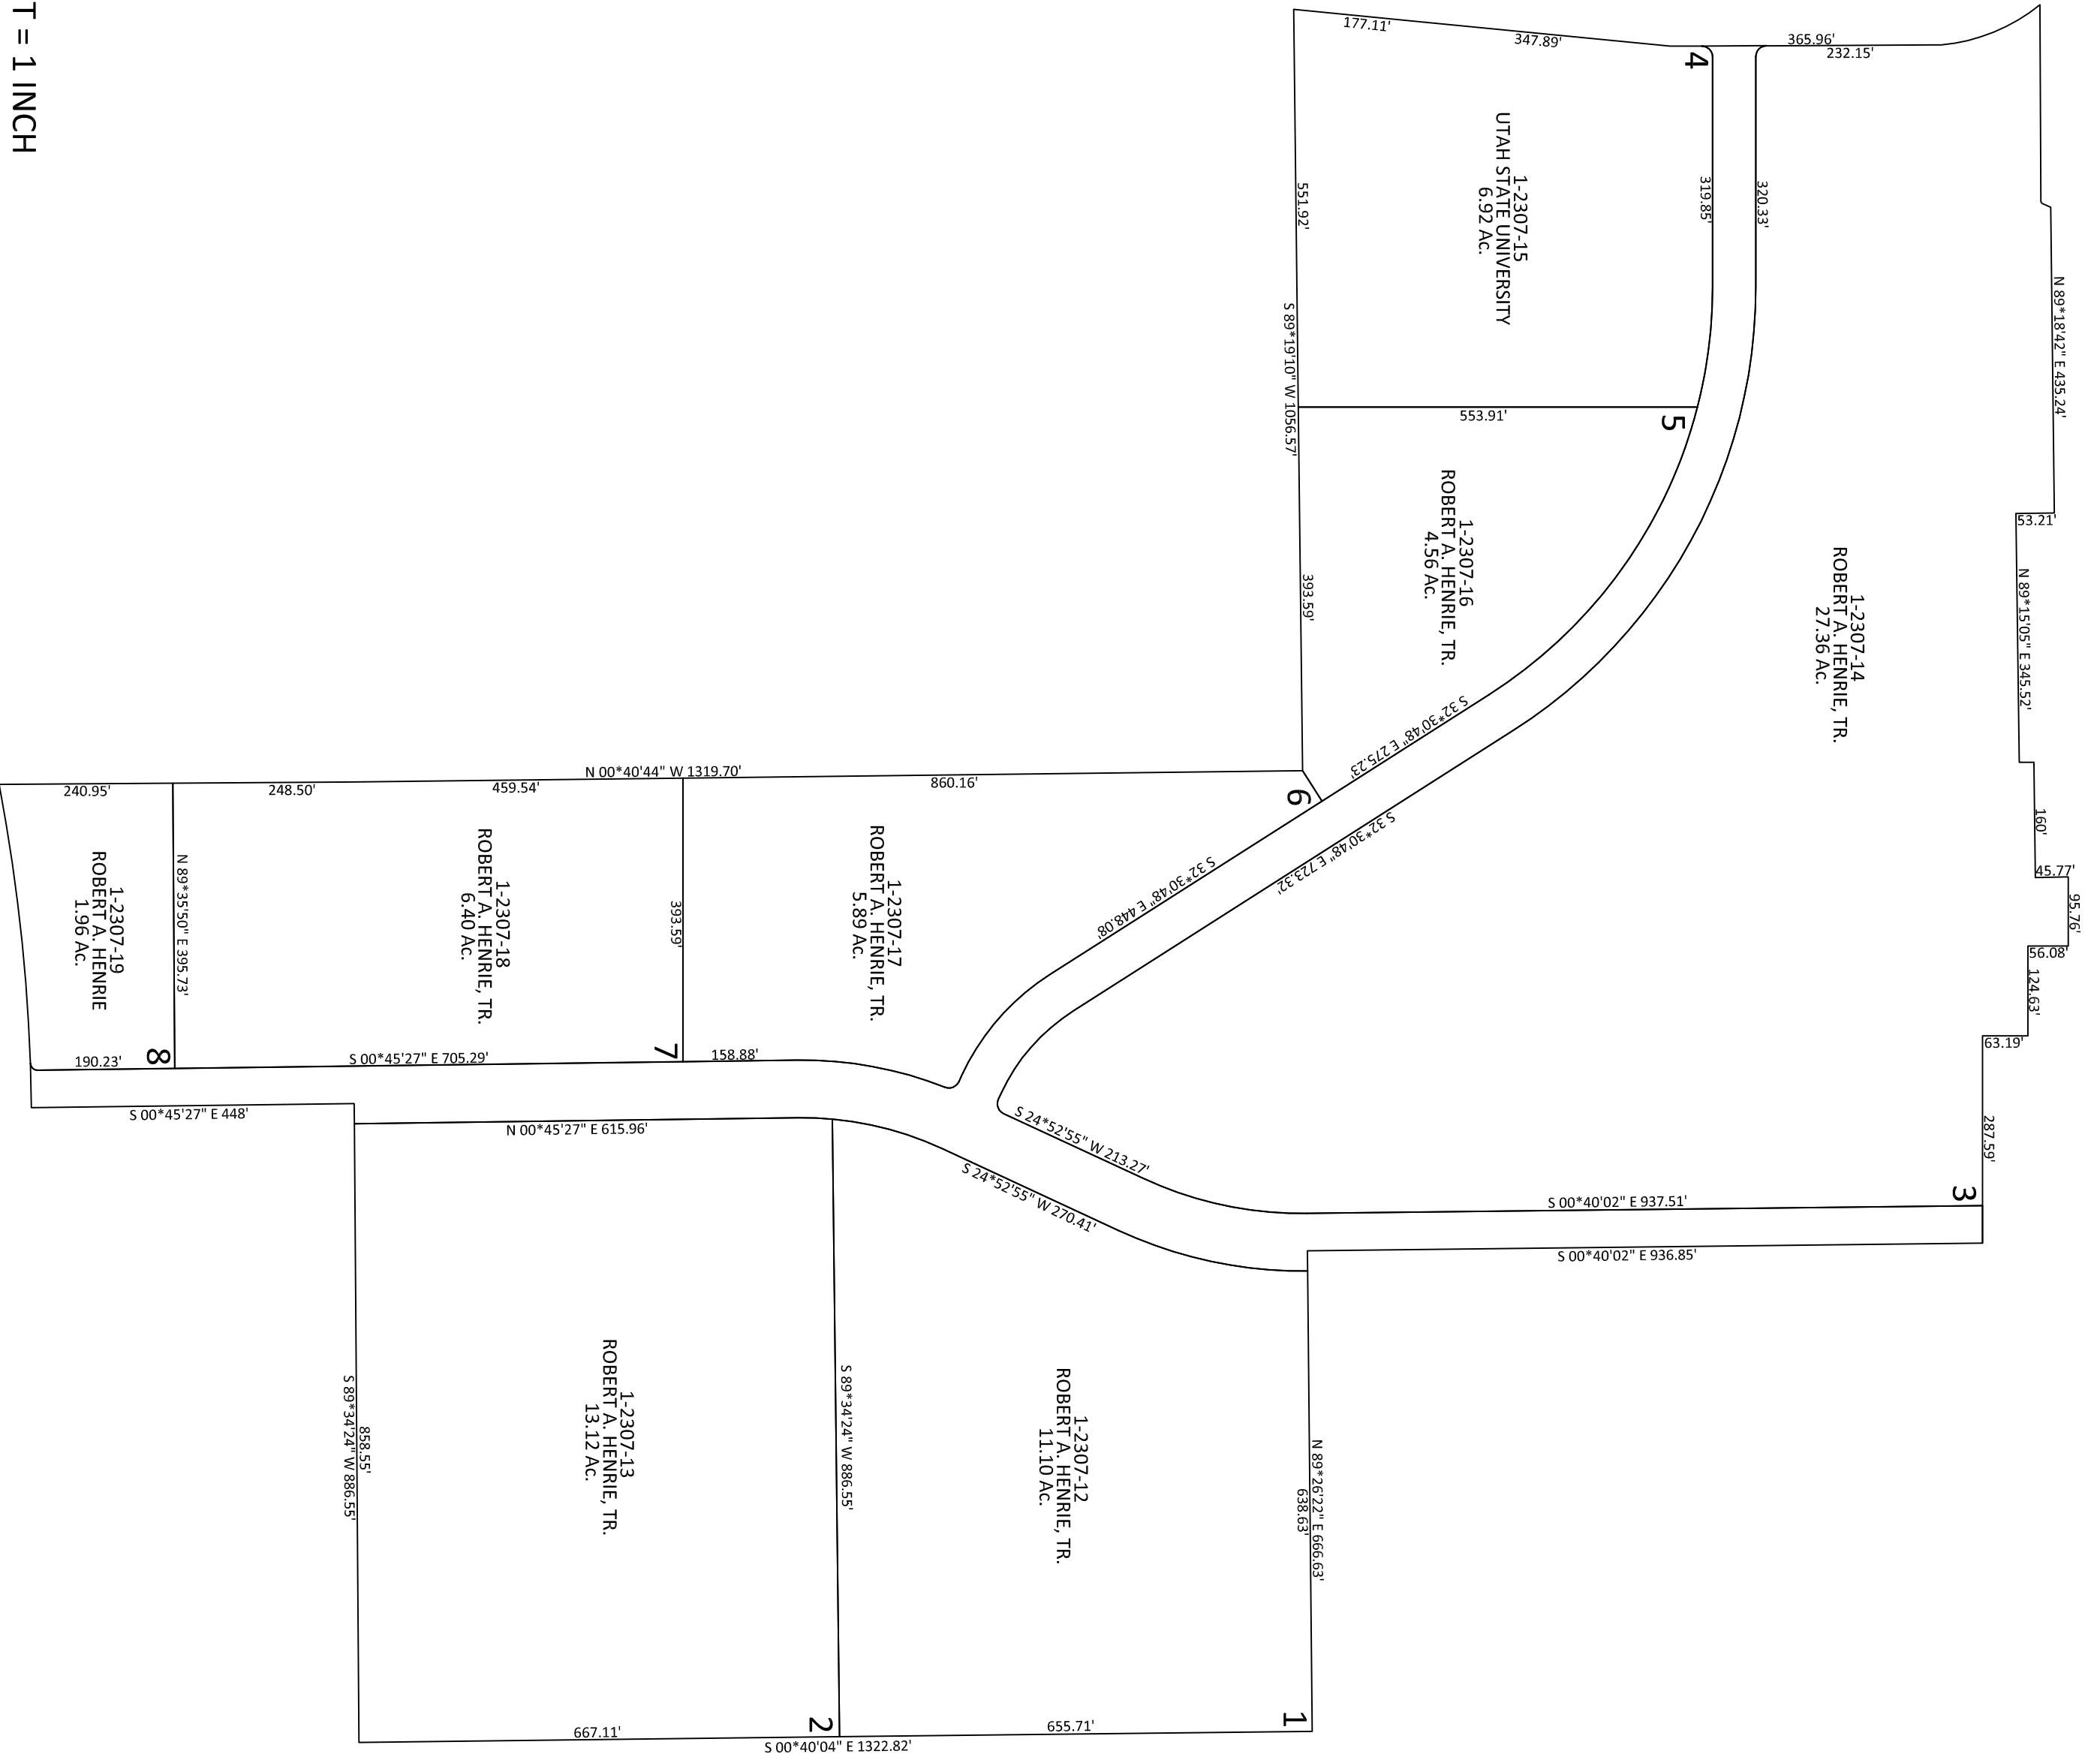 T = 1 INCH
177.11'
347.89'
365.96'
232.15'
4
1-2307-15
UTAH STATE UNIVERSITY
6.92 Ac.
551.92'
S 89*19'10" W 1056.57'
319.85'
320.33'
N 89*18'42" E 435.24'
53.21'
N 89*15'05" E 345.52'
160'
45.77'
95.76'
56.08'
124.63'
63.19'
287.59'
3
1-2307-14
ROBERT A. HENRIE, TR.
27.36 Ac.
553.91'
5
1-2307-16
ROBERT A. HENRIE, TR.
4.56 Ac.
393.59'
S 32*30'48" E 275.23'
S 32*30'48" E 723.32'
S 32*30'48" E 448.08'
6
N 00*40'44" W 1319.70'
240.95'
248.50'
459.54'
860.16'
1-2307-17
ROBERT A. HENRIE, TR.
5.89 Ac.
393.59'
1-2307-18
ROBERT A. HENRIE, TR.
6.40 Ac.
N 89*35'50" E 395.73'
1-2307-19
ROBERT A. HENRIE
1.96 Ac.
190.23'
8
S 00*45'27" E 705.29'
7
158.88'
S 00*45'27" E 448'
N 00*45'27" E 615.96'
S 24*52'55" W 213.27'
S 24*52'55" W 270.41'
S 00*40'02" E 937.51'
S 00*40'02" E 936.85'
1-2307-13
ROBERT A. HENRIE, TR.
13.12 Ac.
858.55'
S 89*34'24" W 886.55'
S 89*34'24" W 886.55'
1-2307-12
ROBERT A. HENRIE, TR.
11.10 Ac.
N 89*26'22" E 666.63'
638.63'
667.11'
2
S 00*40'04" E 1322.82'
655.71'
1